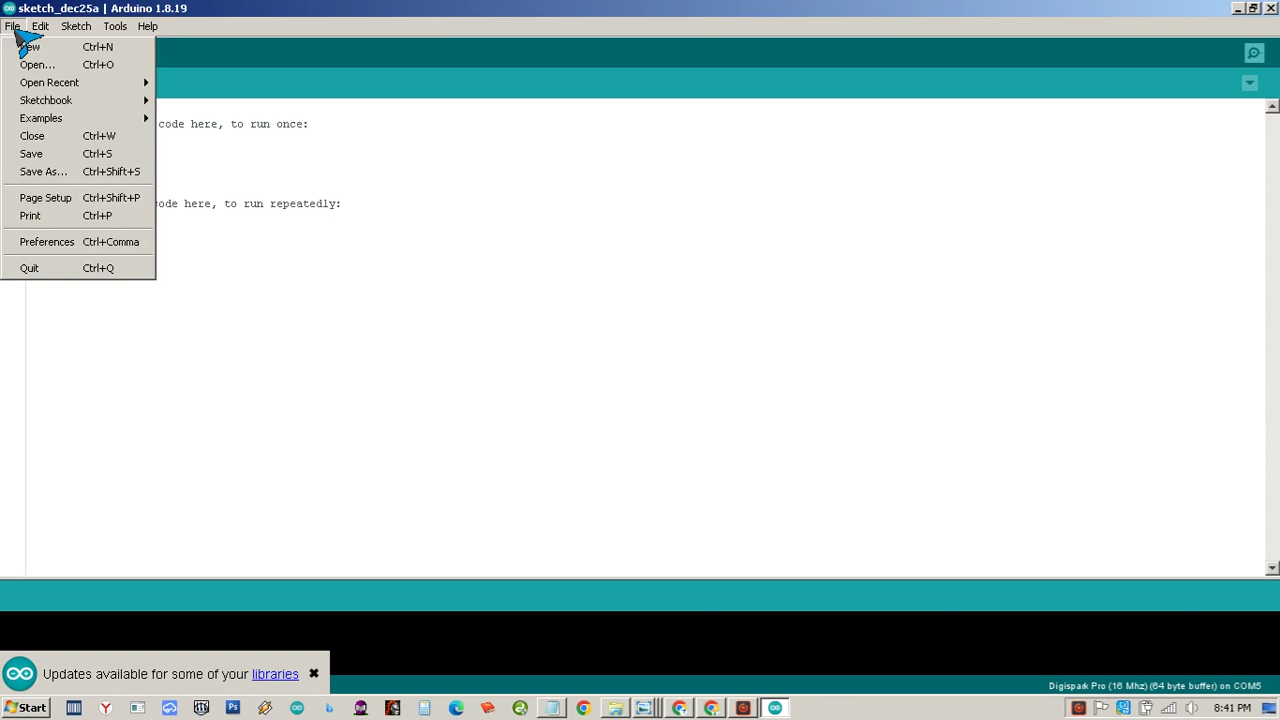 sketch_dec25a | Arduino 1.8.19
File Edit Sketch Tools Help
Ctrl+N
Open... Ctrl+O
Open Recent
Sketchbook
Examples
Close Ctrl+W
Save Ctrl+S
Save As... Ctrl+Shift+S
Page Setup Ctrl+Shift+P
Print Ctrl+P
Preferences Ctrl+Comma
Quit Ctrl+Q
code here, to run once:
code here, to run repeatedly:
Updates available for some of your libraries
Digispark Pro (16 Mhz) (64 byte buffer) on COM5
Start
8:41 PM